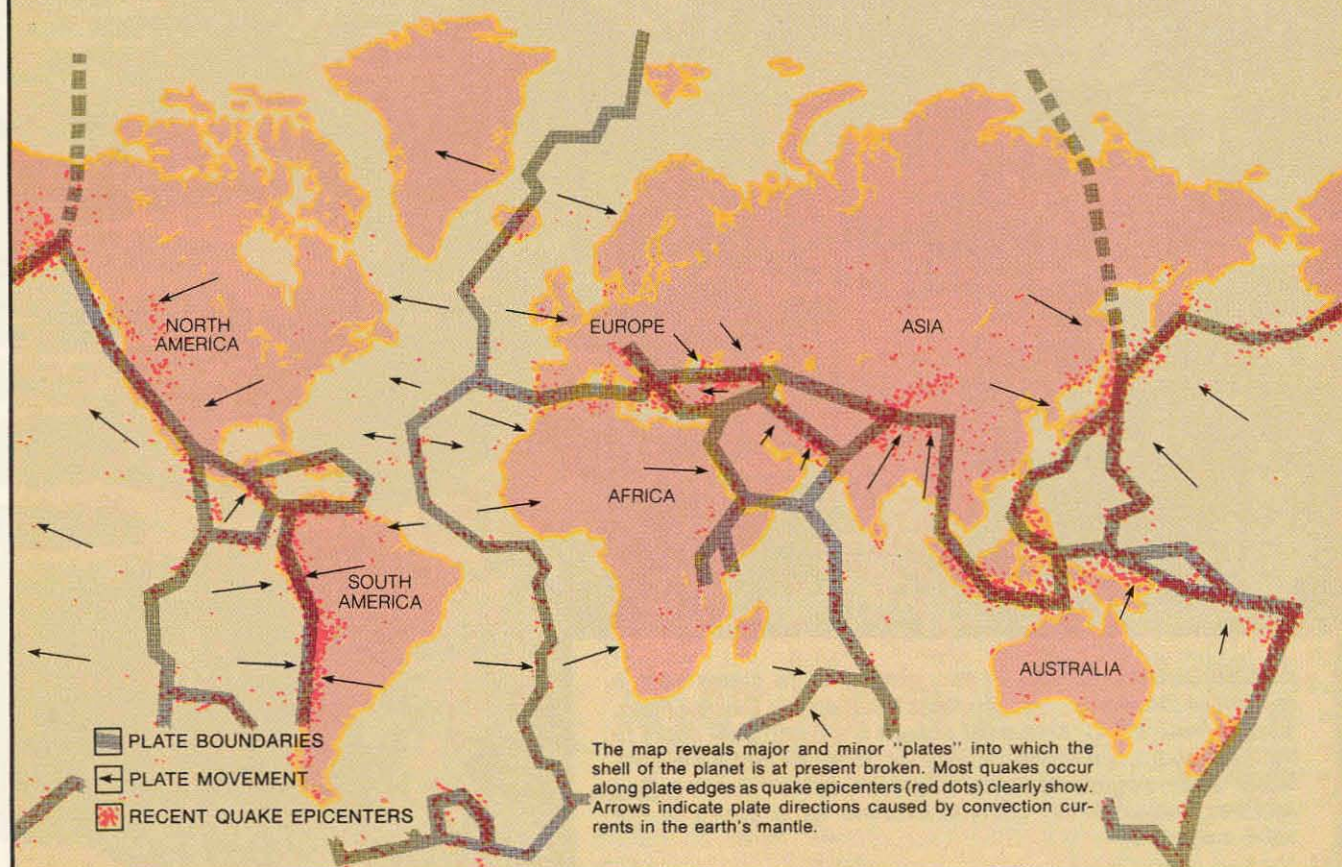 NORTH
AMERICA
EUROPE
ASIA
AFRICA
SOUTH
AMERICA
AUSTRALIA
PLATE BOUNDARIES
PLATE MOVEMENT
RECENT QUAKE EPICENTERS
The map reveals major and minor "plates" into which the
shell of the planet is at present broken. Most quakes occur
along plate edges as quake epicenters (red dots) clearly show.
Arrows indicate plate directions caused by convection cur-
rents in the earth's mantle.